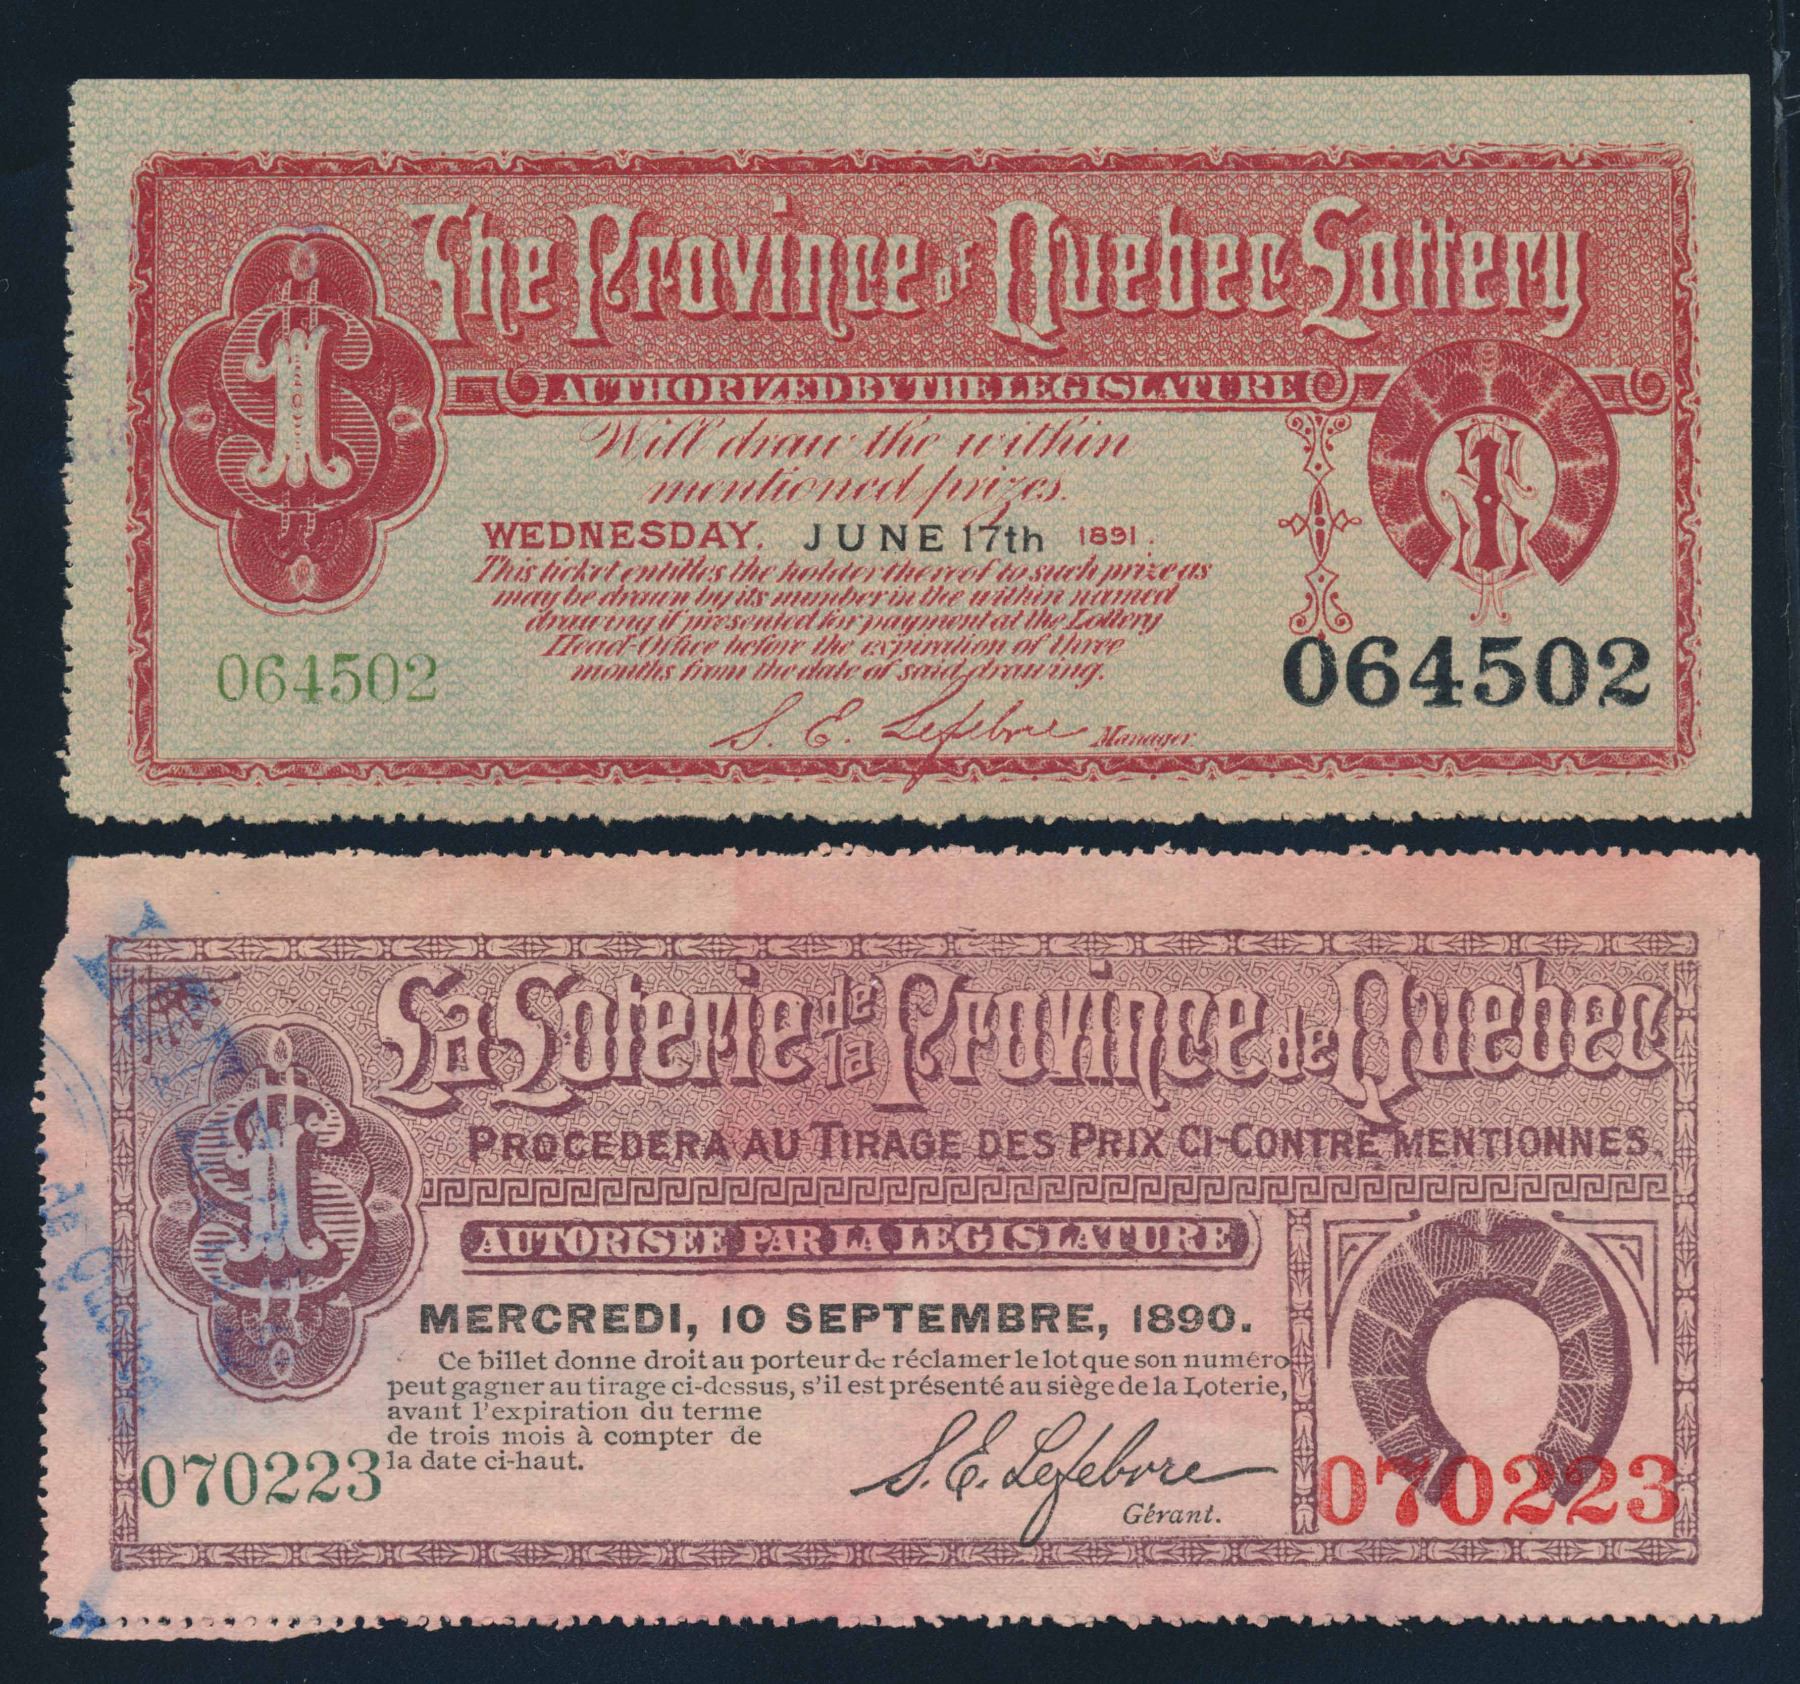 The Province of Quebec Lottery
$1
AUTHORIZED BY THE LEGISLATURE
Will draw the within
mentioned prizes.
WEDNESDAY, JUNE 17th 1891.
This ticket entitles the holder thereof to such prize as
may be drawn by its number in the within named
drawing if presented for payment at the Lottery
Head-Office before the expiration of three
months from the date of said drawing.
1
064502
064502
S. E. Lefebvre Manager.
La Loterie de la Province de Quebec
$1
PROCEDERA AU TIRAGE DES PRIX CI-CONTRE MENTIONNES.
AUTORISEE PAR LA LEGISLATURE
MERCREDI, 10 SEPTEMBRE, 1890.
Ce billet donne droit au porteur de réclamer le lot que son numéro
peut gagner au tirage ci-dessus, s'il est présenté au siège de la Loterie,
avant l'expiration du terme
de trois mois à compter de
la date ci-haut.
070223
S. E. Lefebvre
Gérant.
070223